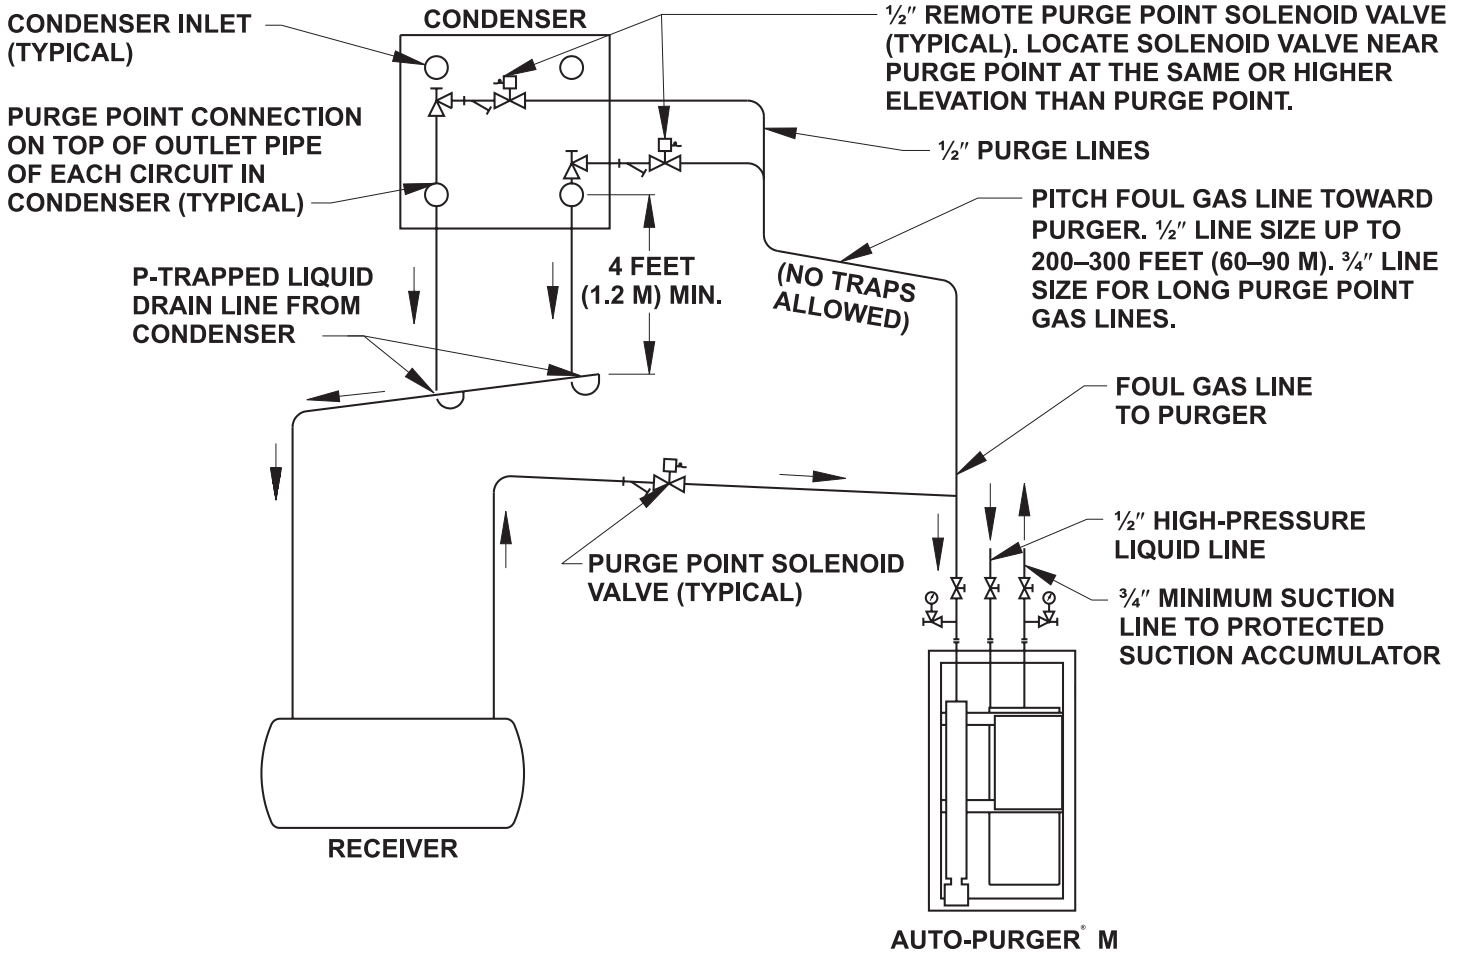 CONDENSER INLET
(TYPICAL)
CONDENSER
½″ REMOTE PURGE POINT SOLENOID VALVE
(TYPICAL). LOCATE SOLENOID VALVE NEAR
PURGE POINT AT THE SAME OR HIGHER
ELEVATION THAN PURGE POINT.
PURGE POINT CONNECTION
ON TOP OF OUTLET PIPE
OF EACH CIRCUIT IN
CONDENSER (TYPICAL)
½″ PURGE LINES
PITCH FOUL GAS LINE TOWARD
PURGER. ½″ LINE SIZE UP TO
200–300 FEET (60–90 M). ¾″ LINE
SIZE FOR LONG PURGE POINT
GAS LINES.
P-TRAPPED LIQUID
DRAIN LINE FROM
CONDENSER
4 FEET
(1.2 M) MIN.
(NO TRAPS
ALLOWED)
FOUL GAS LINE
TO PURGER
½″ HIGH-PRESSURE
LIQUID LINE
PURGE POINT SOLENOID
VALVE (TYPICAL)
¾″ MINIMUM SUCTION
LINE TO PROTECTED
SUCTION ACCUMULATOR
RECEIVER
AUTO-PURGER® M